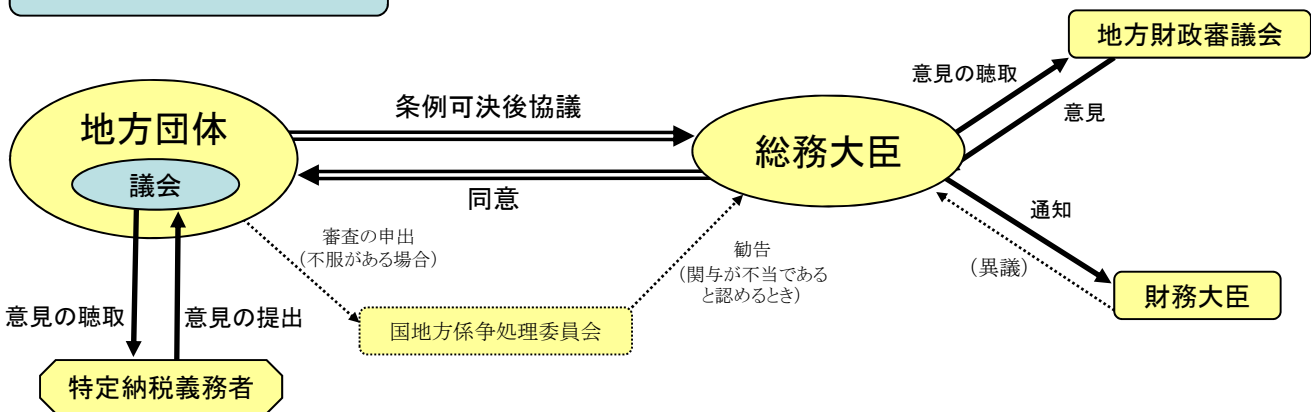 地方財政審議会
意見の聴取
条例可決後協議
意見
地方団体
総務大臣
議会
同意
通知
審査の申出
(不服がある場合)
勧告
(関与が不当である
と認めるとき)
(異議)
財務大臣
意見の聴取
意見の提出
国地方係争処理委員会
特定納税義務者